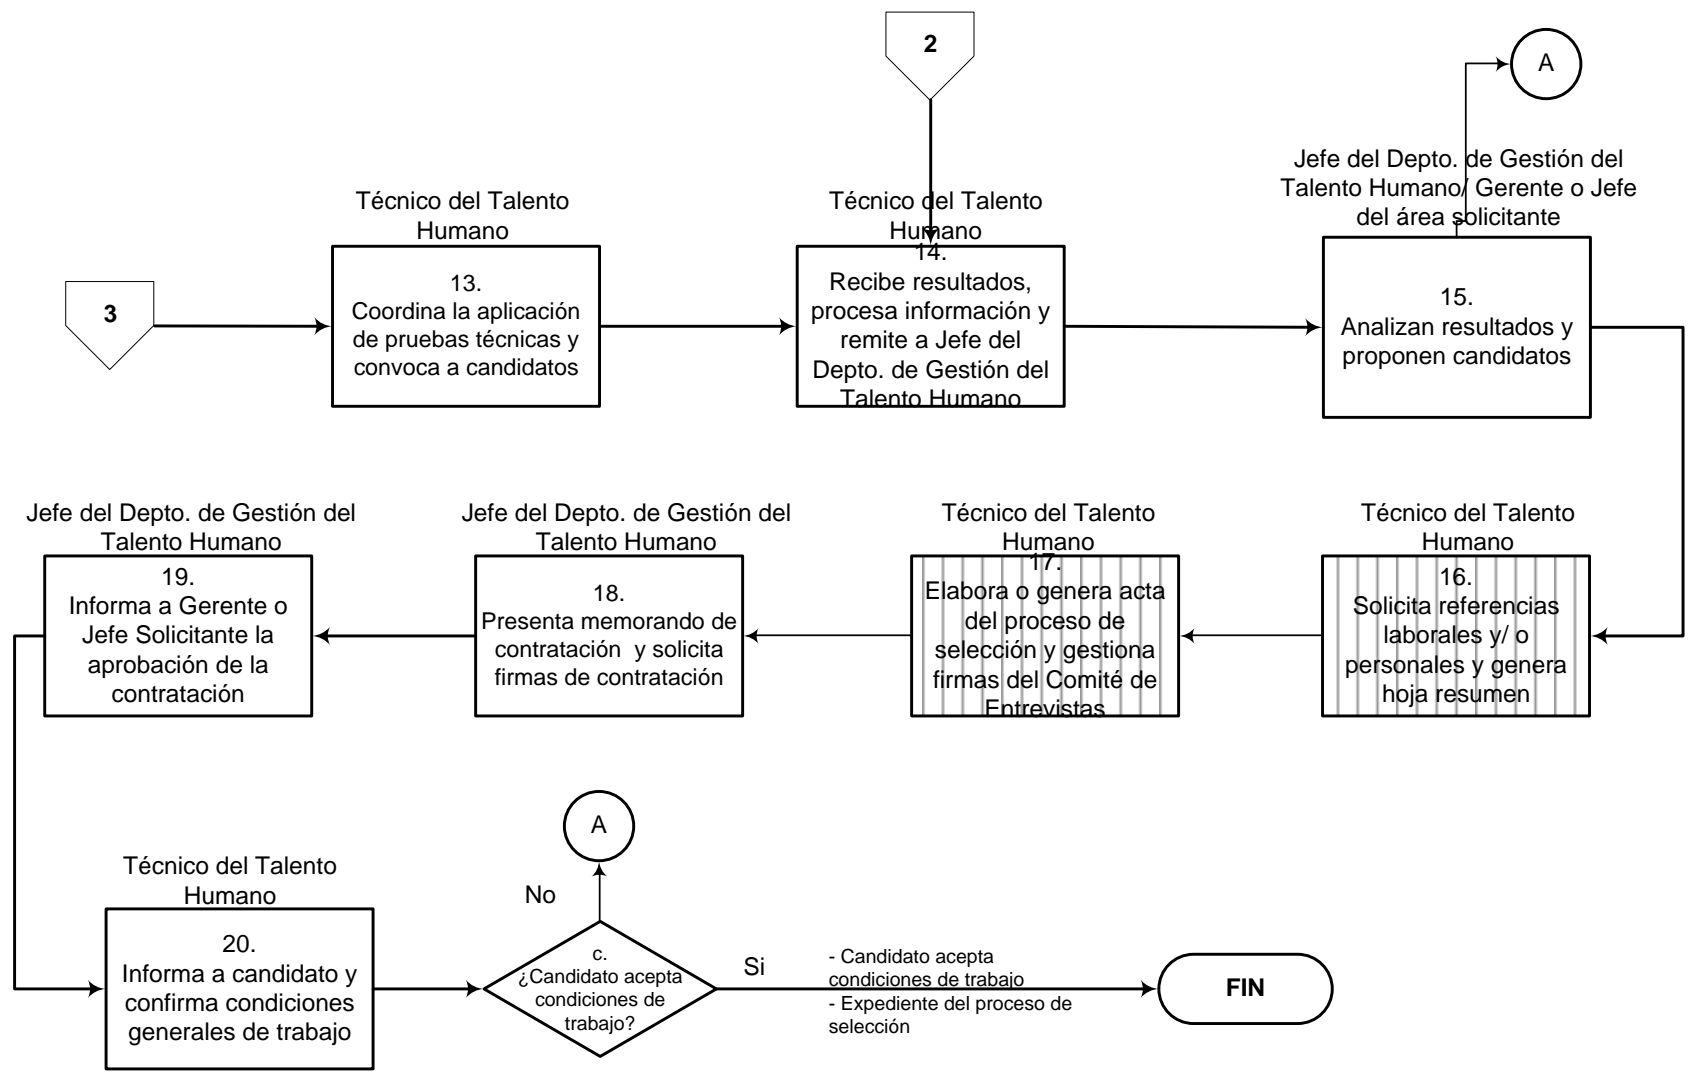 2
A
Técnico del Talento
Humano
Técnico del Talento
Humano
Jefe del Depto. de Gestión del
Talento Humano/ Gerente o Jefe
del área solicitante
3
13.
Coordina la aplicación
de pruebas técnicas y
convoca a candidatos
14.
Recibe resultados,
procesa información y
remite a Jefe del
Depto. de Gestión del
Talento Humano
15.
Analizan resultados y
proponen candidatos
Jefe del Depto. de Gestión del
Talento Humano
19.
Informa a Gerente o
Jefe Solicitante la
aprobación de la
contratación
Jefe del Depto. de Gestión del
Talento Humano
18.
Presenta memorando de
contratación  y solicita
firmas de contratación
Técnico del Talento
Humano
17.
Elabora o genera acta
del proceso de
selección y gestiona
firmas del Comité de
Entrevistas
Técnico del Talento
Humano
16.
Solicita referencias
laborales y/ o
personales y genera
hoja resumen
Técnico del Talento
Humano
20.
Informa a candidato y
confirma condiciones
generales de trabajo
A
No
c.
¿Candidato acepta
condiciones de
trabajo?
Si
- Candidato acepta
condiciones de trabajo
- Expediente del proceso de
selección
FIN